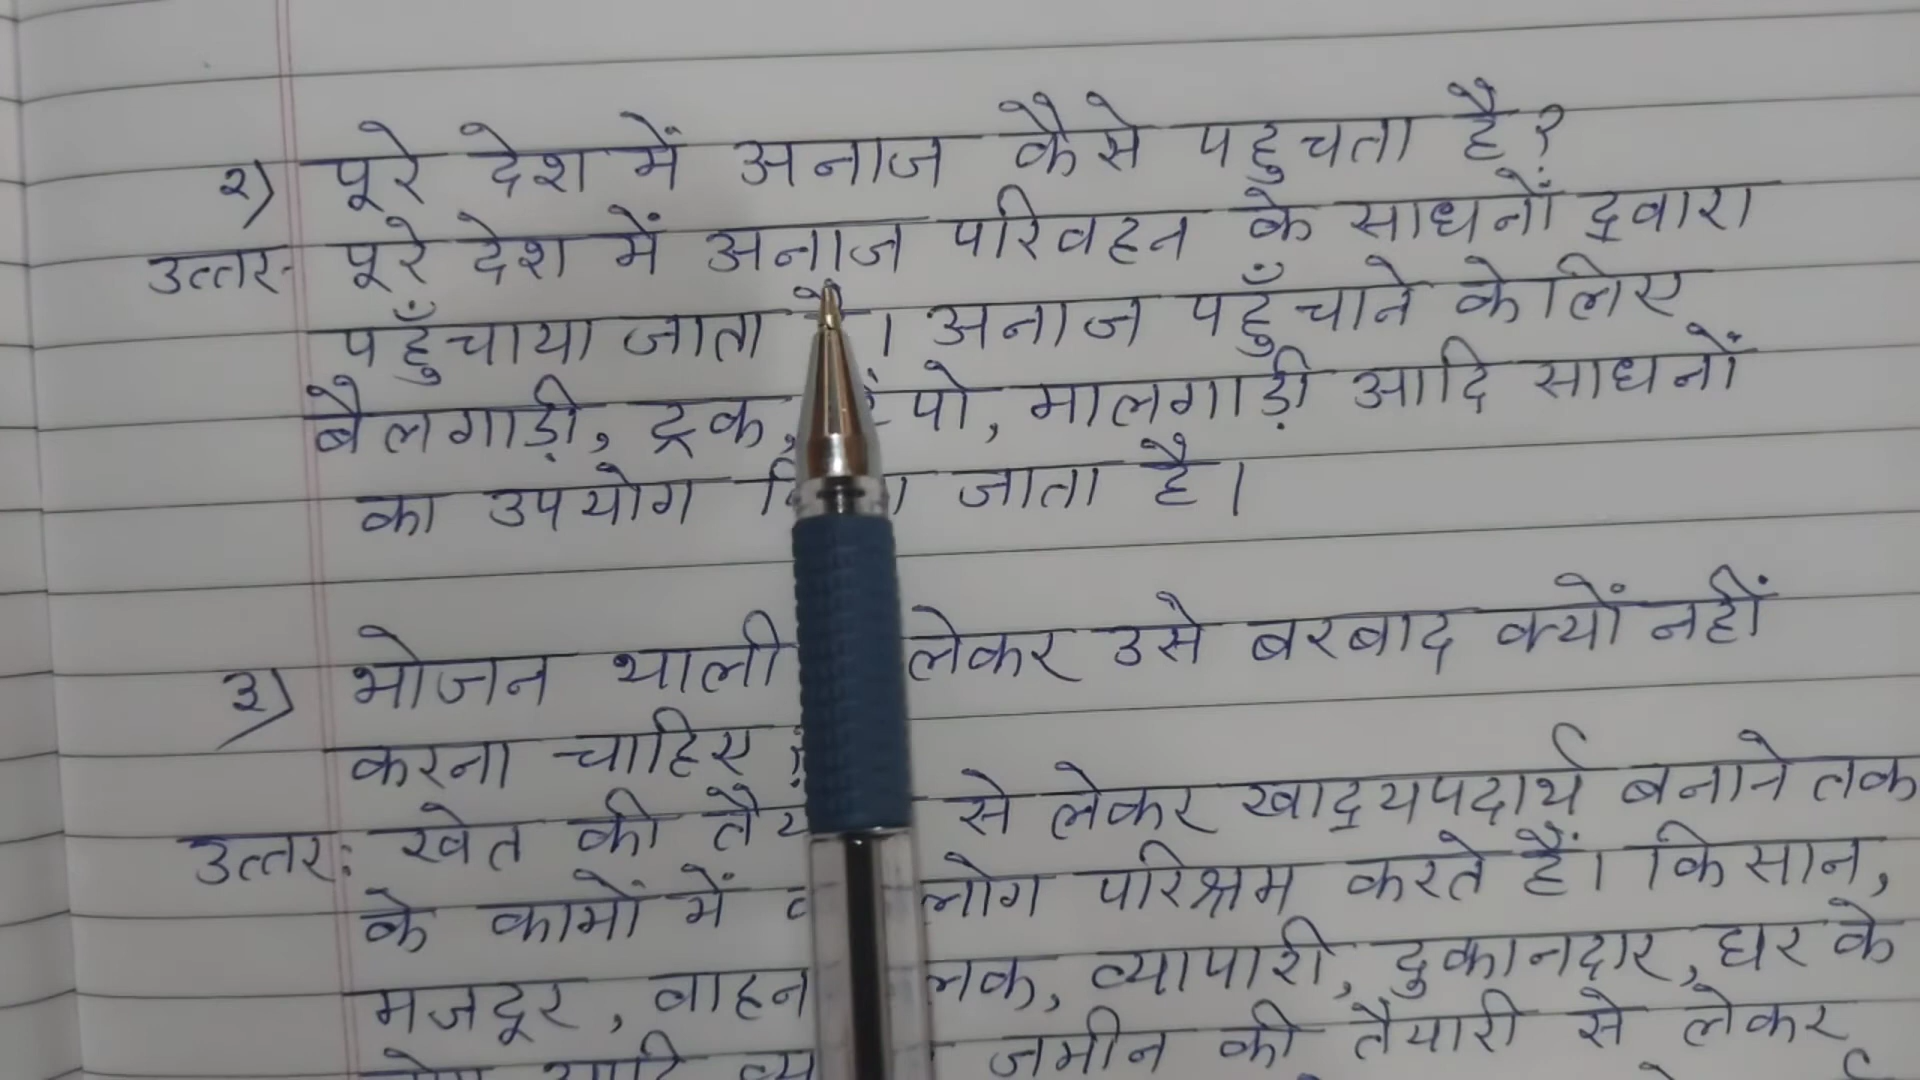 २) पूरे देश में अनाज कैसे पहुचता है?
उत्तर- पूरे देश में अनाज परिवहन के साधनों द्वारा
पहुँचाया जाता । अनाज पहुँचाने के लिए
बैलगाड़ी, ट्रक, मालगाड़ी आदि साधनों
का उपयोग जाता है।
३) भोजन थाली लेकर उसे बरबाद क्यों नहीं
करना चाहिए ?
उत्तर: खेत की से लेकर खाद्यपदार्थ बनाने तक
के कामों में लोग परिश्रम करते हैं। किसान,
मजदूर, वाहन व्यापारी, दुकानदार, घर के
जमीन की तैयारी से लेकर